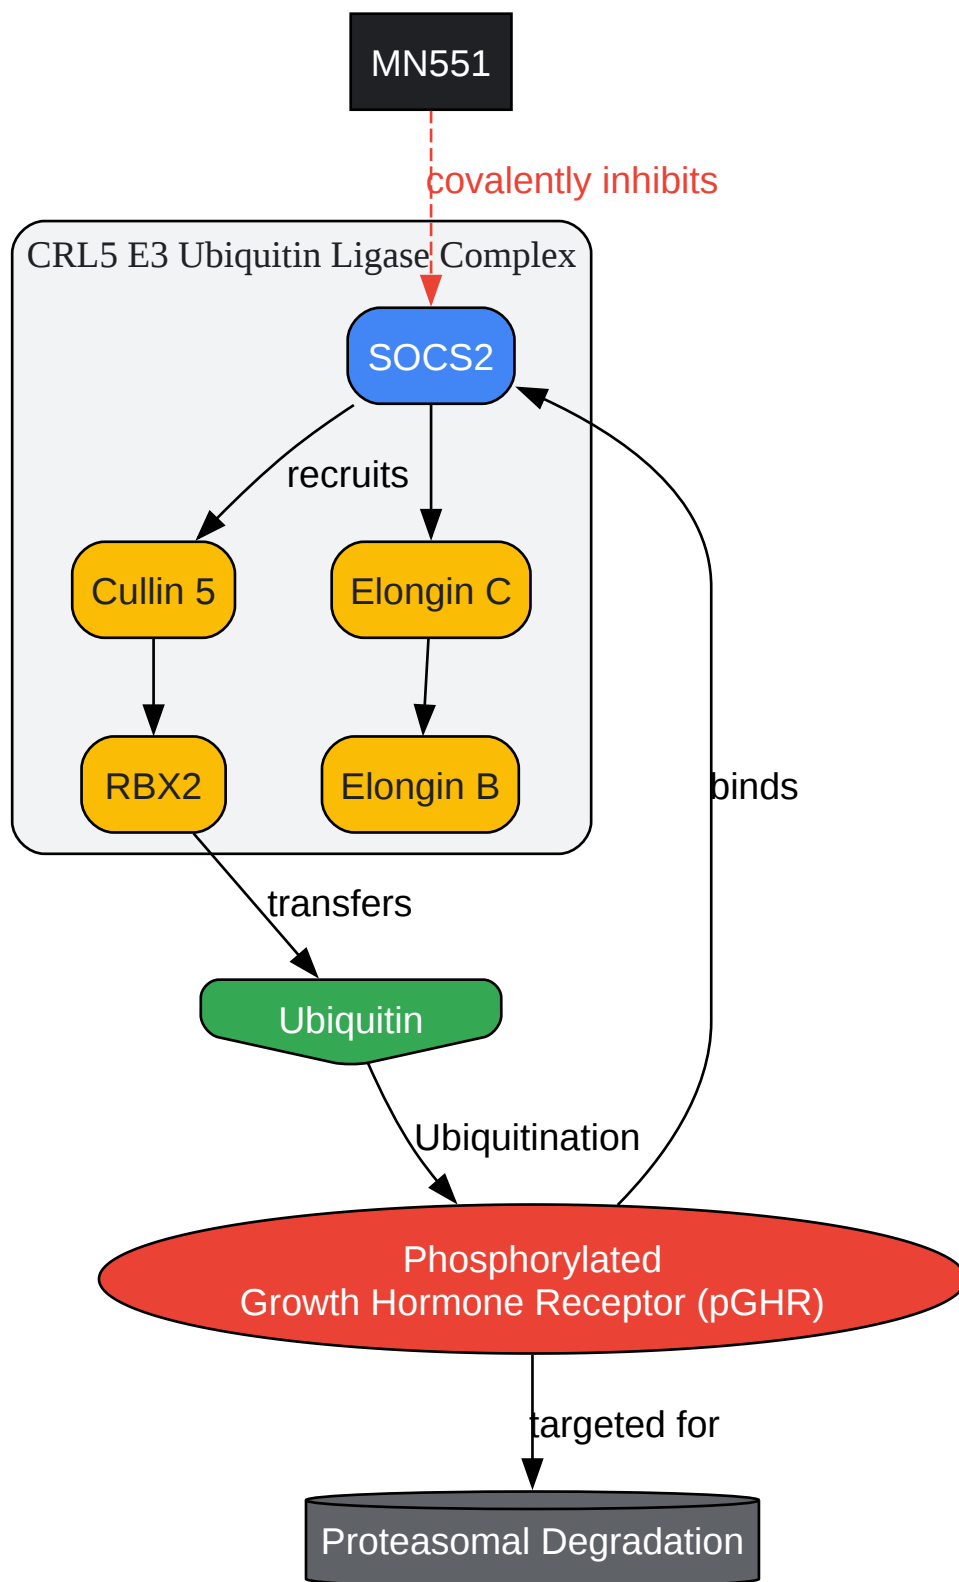 MN551
covalently inhibits
CRL5 E3 Ubiquitin Ligase Complex
SOCS2
recruits
Cullin 5
Elongin C
RBX2
Elongin B
binds
transfers
Ubiquitin
Ubiquitination
Phosphorylated
Growth Hormone Receptor (pGHR)
targeted for
Proteasomal Degradation